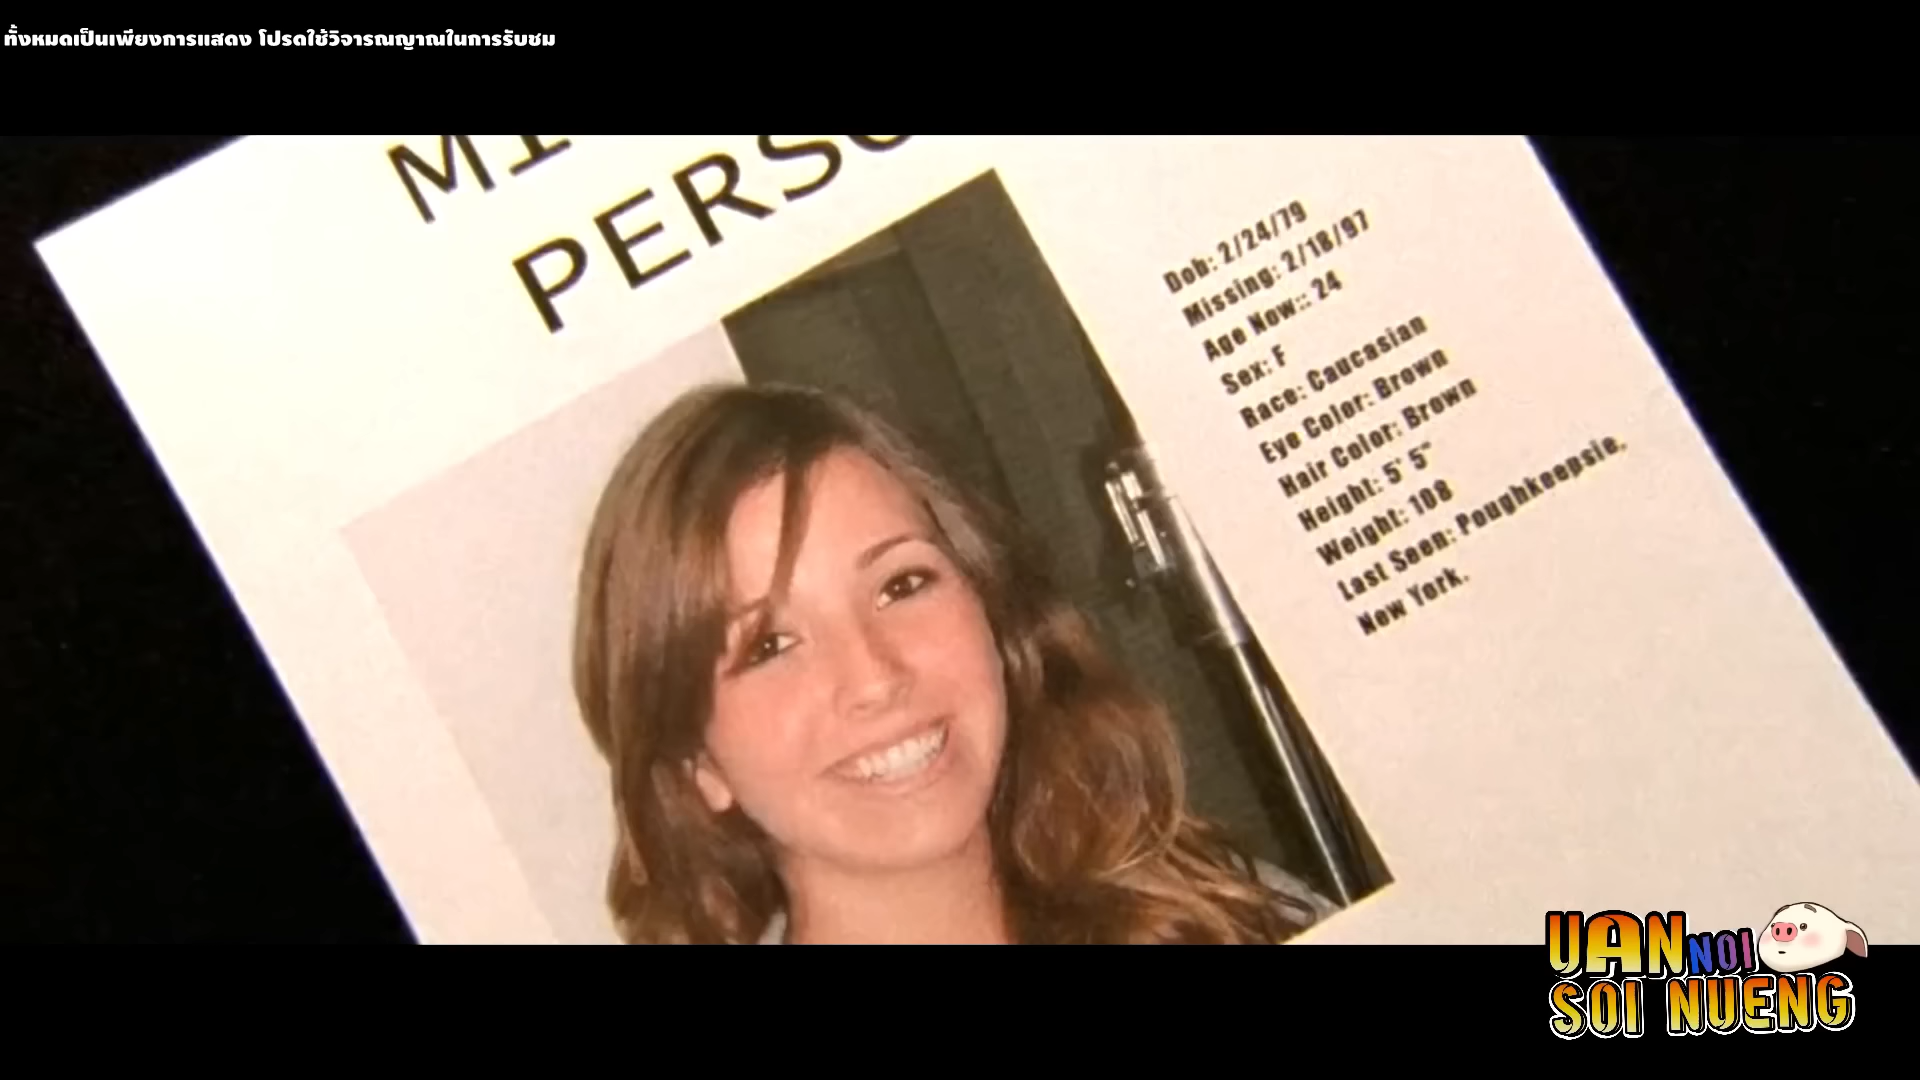 ทั้งหมดเป็นเพียงการแสดง โปรดใช้วิจารณญาณในการรับชม
PERSO
Dob: 2/24/79
Missing: 2/18/97
Age Now:: 24
Sex: F
Race: Caucasian
Eye Color: Brown
Hair Color: Brown
Height: 5' 5"
Weight: 108
Last Seen: Poughkeepsie,
New York.
UAN NOI
SOI NUENG